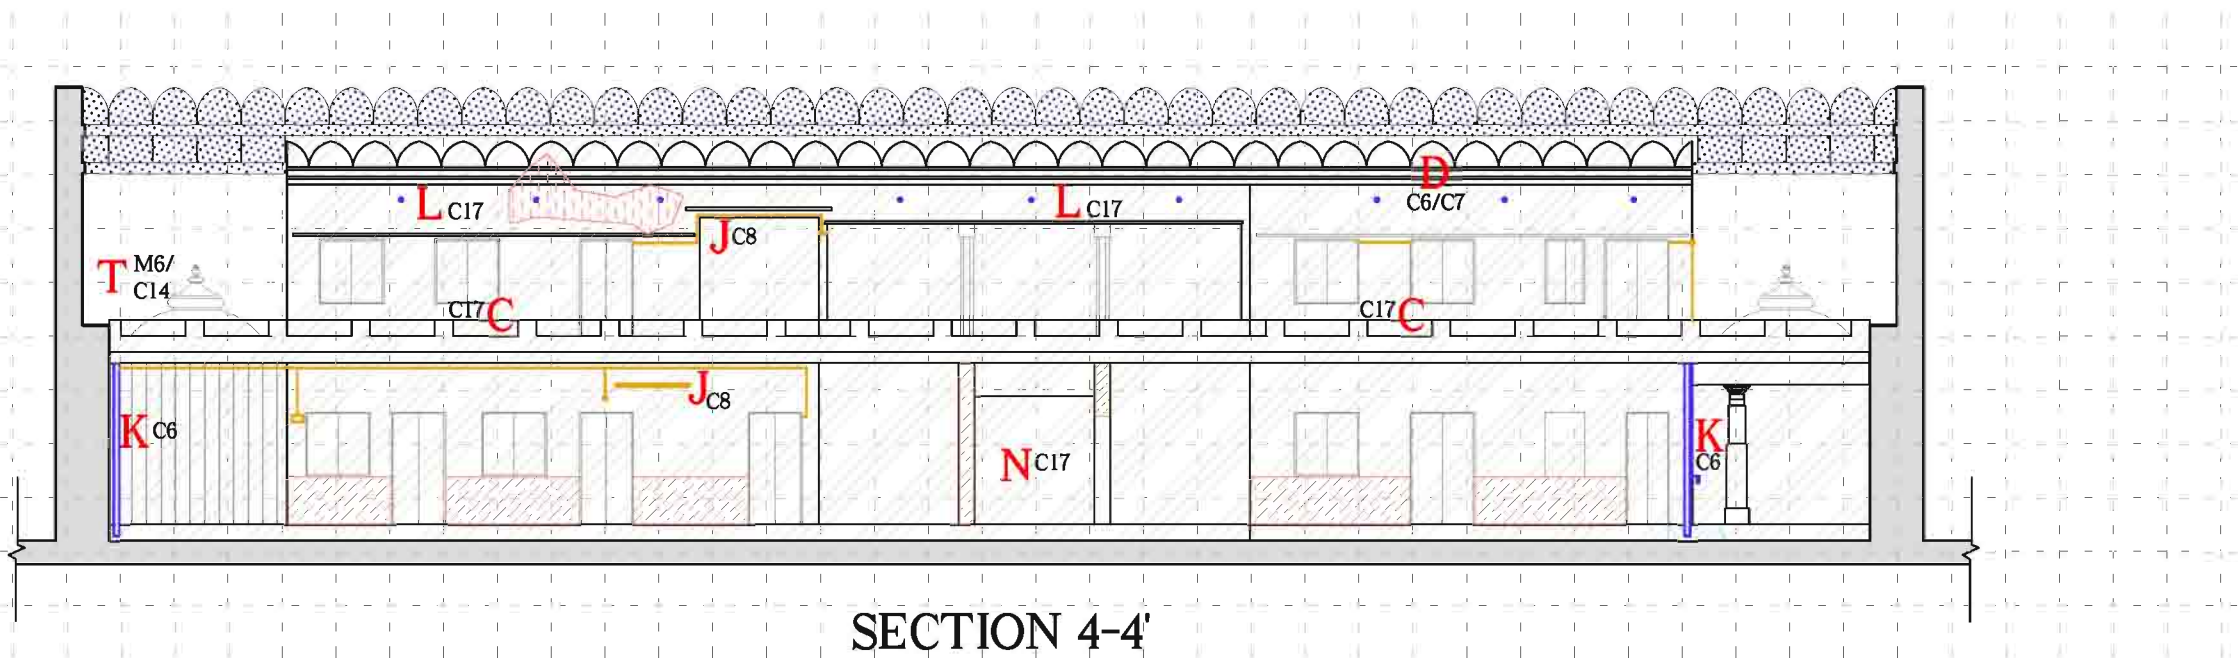 D
L C17
L C17
C6/C7
J C8
T M6/
C14
C17 C
C17 C
J C8
K C6
K
C6
N C17
SECTION 4-4'